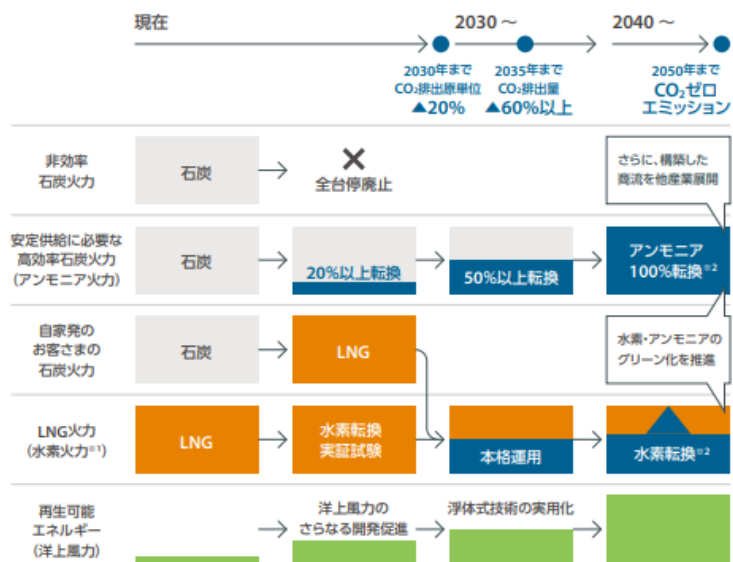 現在
2030 〜
2040 〜
2030年まで
CO₂排出原単位
▲20%
2035年まで
CO₂排出量
▲60%以上
2050年まで
CO₂ゼロ
エミッション
非効率
石炭火力
石炭
全台停廃止
さらに、構築した
商流を他産業展開
安定供給に必要な
高効率石炭火力
(アンモニア火力)
石炭
20%以上転換
50%以上転換
アンモニア
100%転換※2
自家発の
お客さまの
石炭火力
石炭
LNG
水素・アンモニアの
グリーン化を推進
LNG火力
(水素火力※1)
LNG
水素転換
実証試験
本格運用
水素転換※2
再生可能
エネルギー
(洋上風力)
洋上風力の
さらなる開発促進
浮体式技術の実用化